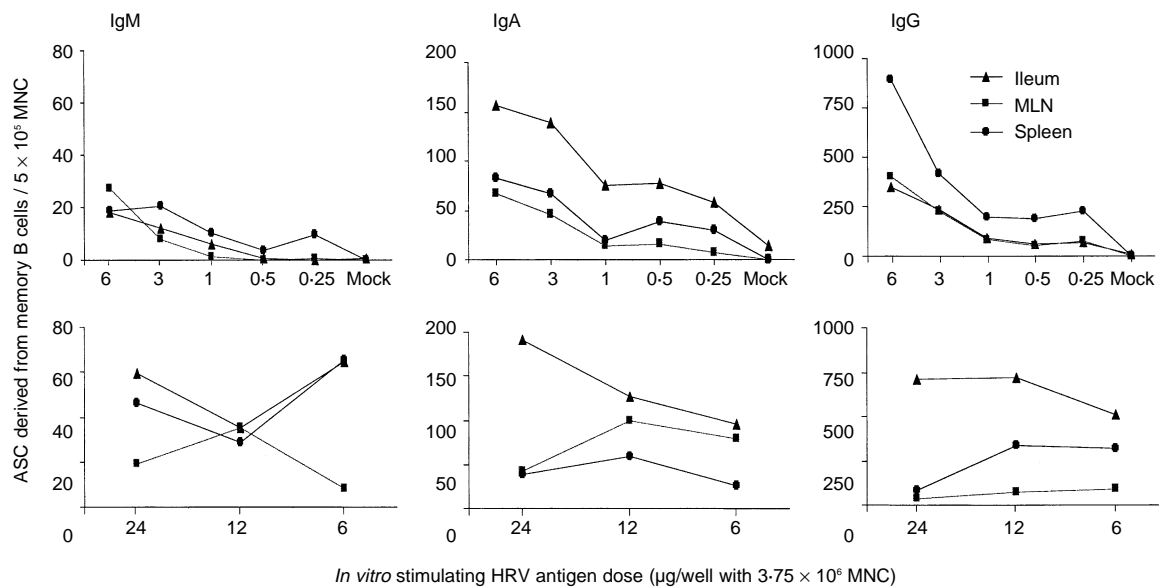 IgM
IgA
IgG
80
60
40
20
0
6 3 1 0·5 0·25 Mock
200
150
100
50
0
6 3 1 0·5 0·25 Mock
1000
750
500
250
0
6 3 1 0·5 0·25 Mock
Ileum
MLN
Spleen
ASC derived from memory B cells / 5 × 10⁵ MNC
80
60
40
20
0
24 12 6
200
150
100
50
0
24 12 6
1000
750
500
250
0
24 12 6
In vitro stimulating HRV antigen dose (µg/well with 3·75 × 10⁶ MNC)